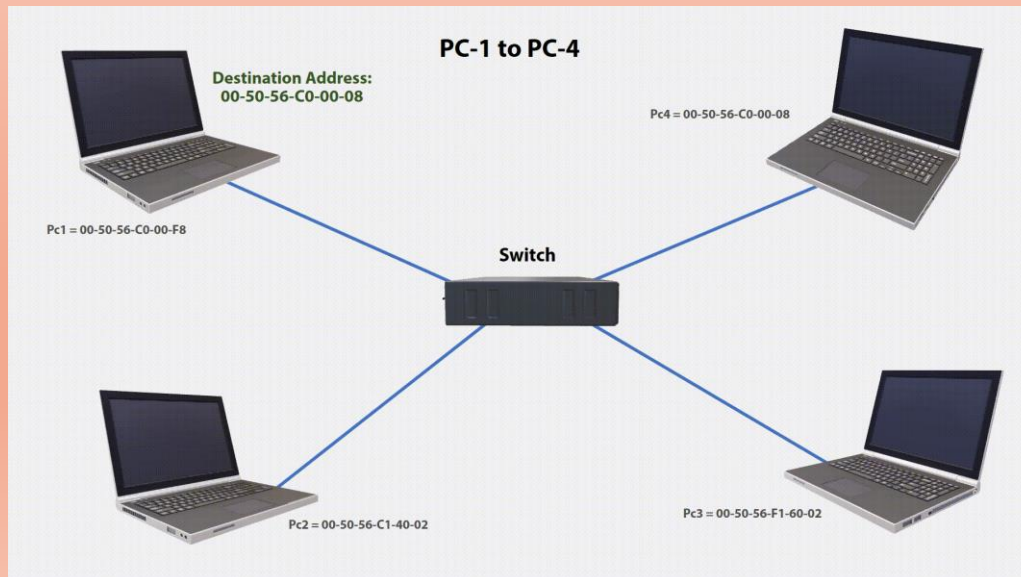 PC-1 to PC-4
Destination Address:
00-50-56-C0-00-08
Pc4 = 00-50-56-C0-00-08
Pc1 = 00-50-56-C0-00-F8
Switch
Pc2 = 00-50-56-C1-40-02
Pc3 = 00-50-56-F1-60-02